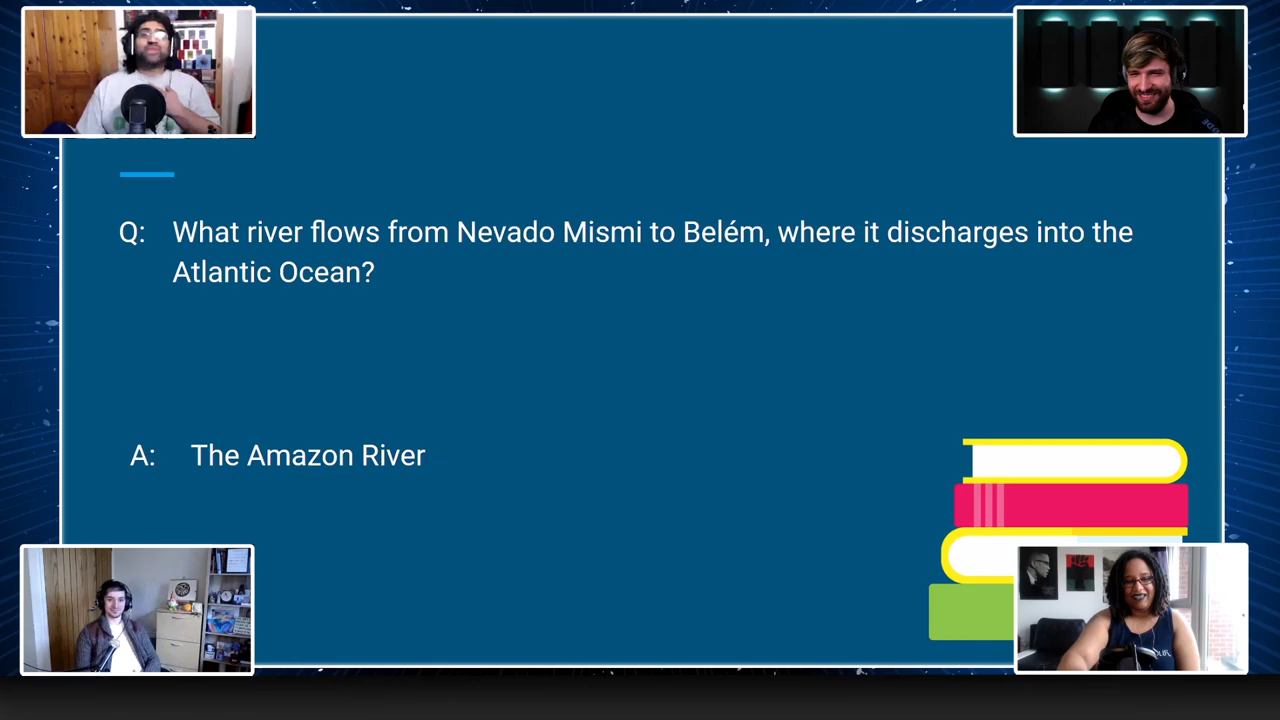 Q: What river flows from Nevado Mismi to Belém, where it discharges into the
Atlantic Ocean?
A: The Amazon River